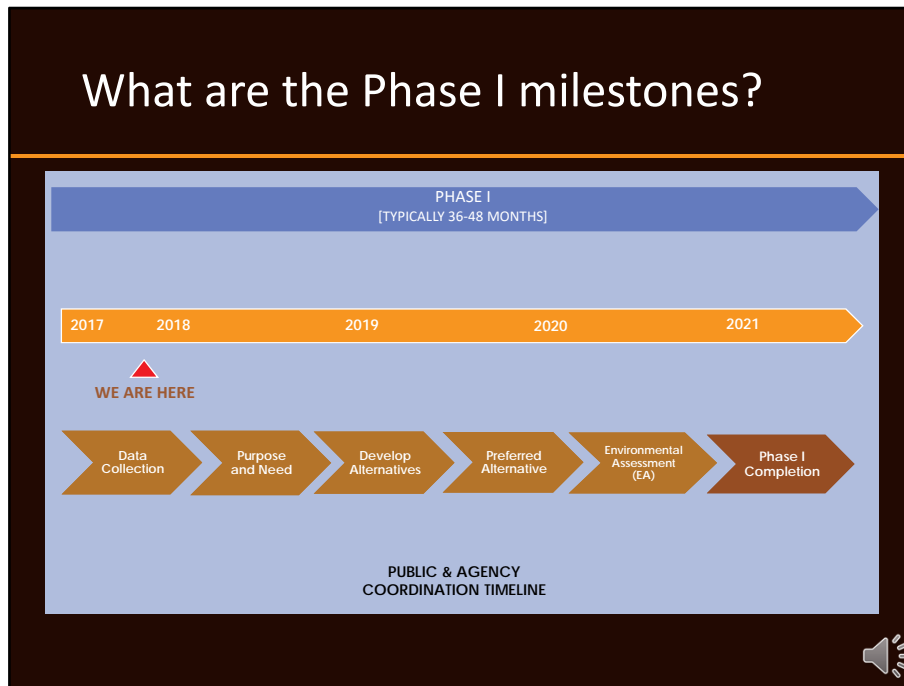 What are the Phase I milestones?
PHASE I
[TYPICALLY 36-48 MONTHS]
2017 2018 2019 2020 2021
WE ARE HERE
Data
Collection
Purpose
and Need
Develop
Alternatives
Preferred
Alternative
Environmental
Assessment
(EA)
Phase I
Completion
PUBLIC & AGENCY
COORDINATION TIMELINE